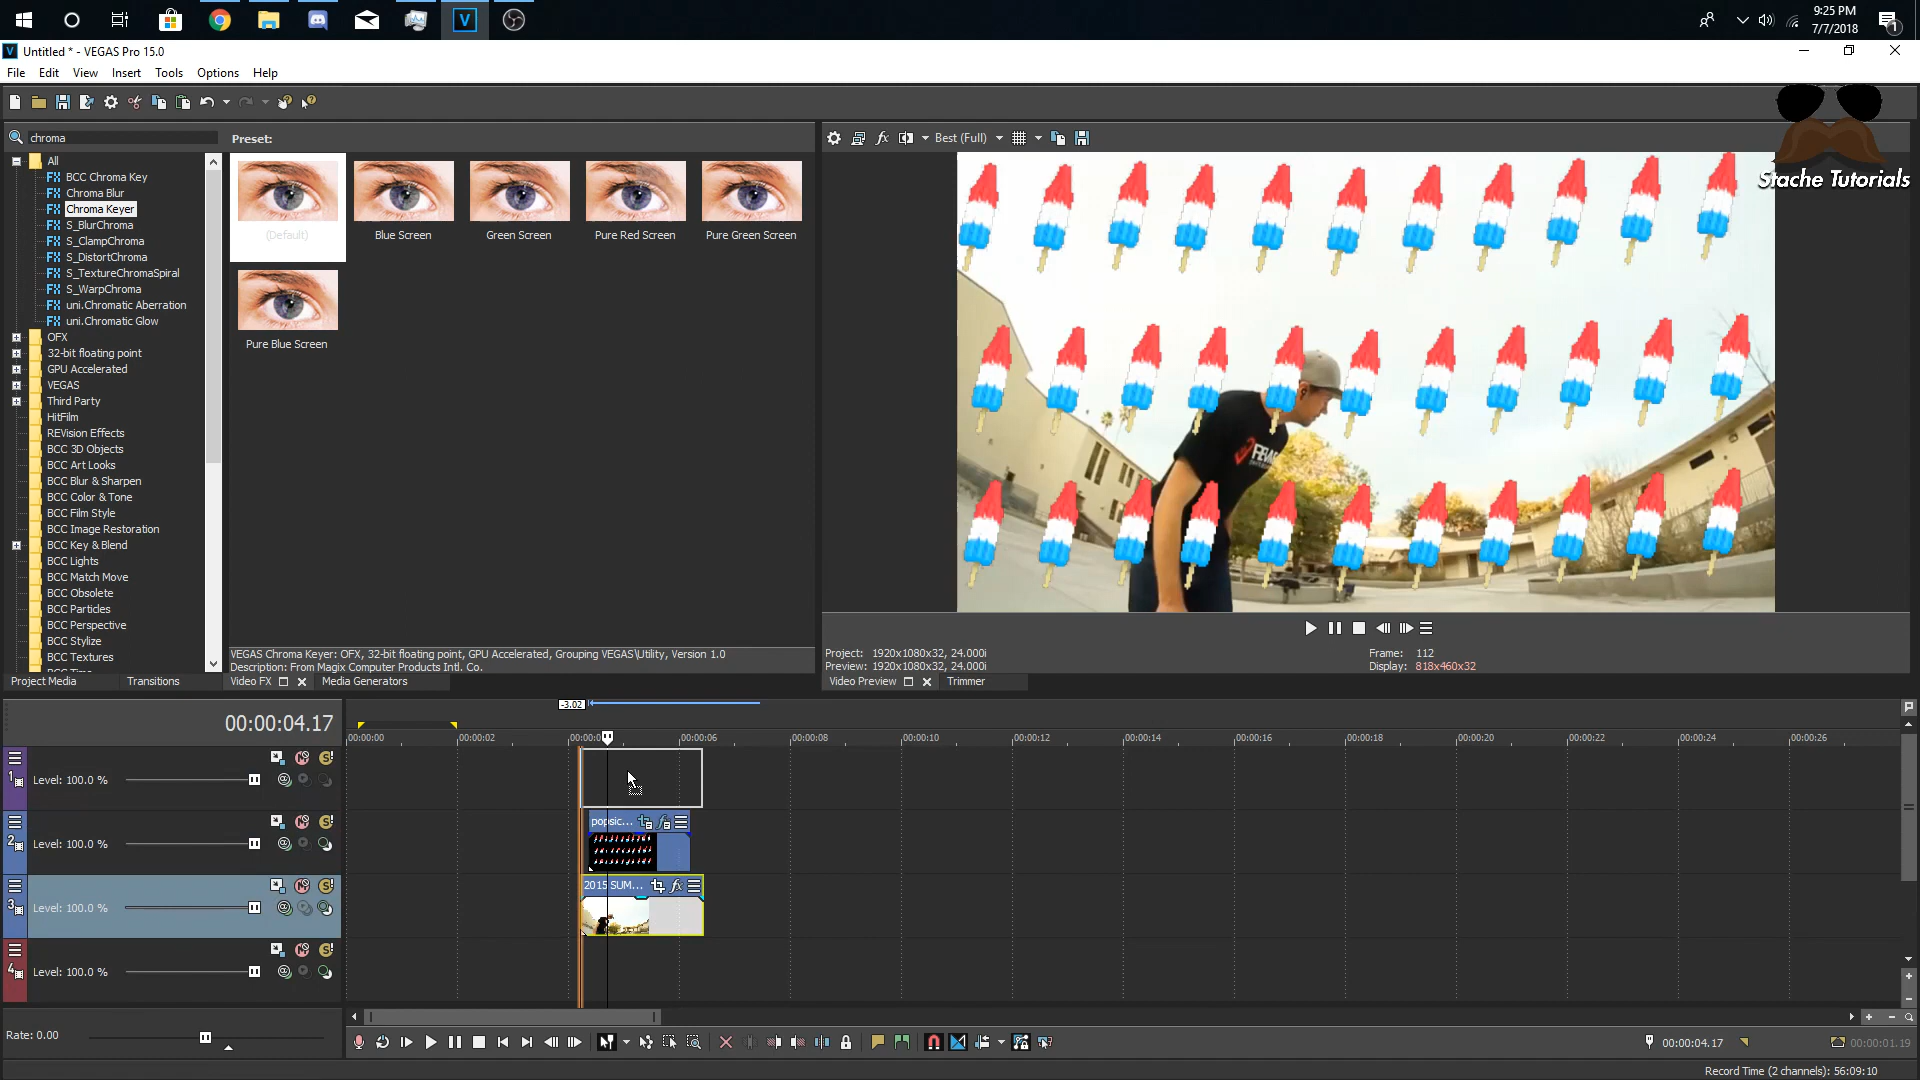 9:25 PM
7/7/2018
1
Untitled * - VEGAS Pro 15.0
File Edit View Insert Tools Options Help
chroma
Preset:
Best (Full)
Stache Tutorials
All
BCC Chroma Key
Chroma Blur
Chroma Keyer
S_BlurChroma
S_ClampChroma
S_DistortChroma
S_TextureChromaSpiral
S_WarpChroma
uni.Chromatic Aberration
uni.Chromatic Glow
OFX
32-bit floating point
GPU Accelerated
VEGAS
Third Party
HitFilm
REVision Effects
BCC 3D Objects
BCC Art Looks
BCC Blur & Sharpen
BCC Color & Tone
BCC Film Style
BCC Image Restoration
BCC Key & Blend
BCC Lights
BCC Match Move
BCC Obsolete
BCC Particles
BCC Perspective
BCC Stylize
BCC Textures
(Default) Blue Screen Green Screen Pure Red Screen Pure Green Screen
Pure Blue Screen
VEGAS Chroma Keyer: OFX, 32-bit floating point, GPU Accelerated, Grouping VEGAS\Utility, Version 1.0
Description: From Magix Computer Products Intl. Co.
Project: 1920x1080x32, 24.000i
Preview: 1920x1080x32, 24.000i
Frame: 112
Display: 818x460x32
Project Media Transitions Video FX Media Generators
Video Preview Trimmer
00:00:04.17
-3.02
00:00:00 00:00:02 00:00:0 00:00:06 00:00:08 00:00:10 00:00:12 00:00:14 00:00:16 00:00:18 00:00:20 00:00:22 00:00:24 00:00:26
1 Level: 100.0 %
2 Level: 100.0 %
popsic...
3 Level: 100.0 %
2015 SUM...
4 Level: 100.0 %
Rate: 0.00
00:00:04.17
00:00:01.19
Record Time (2 channels): 56:09:10